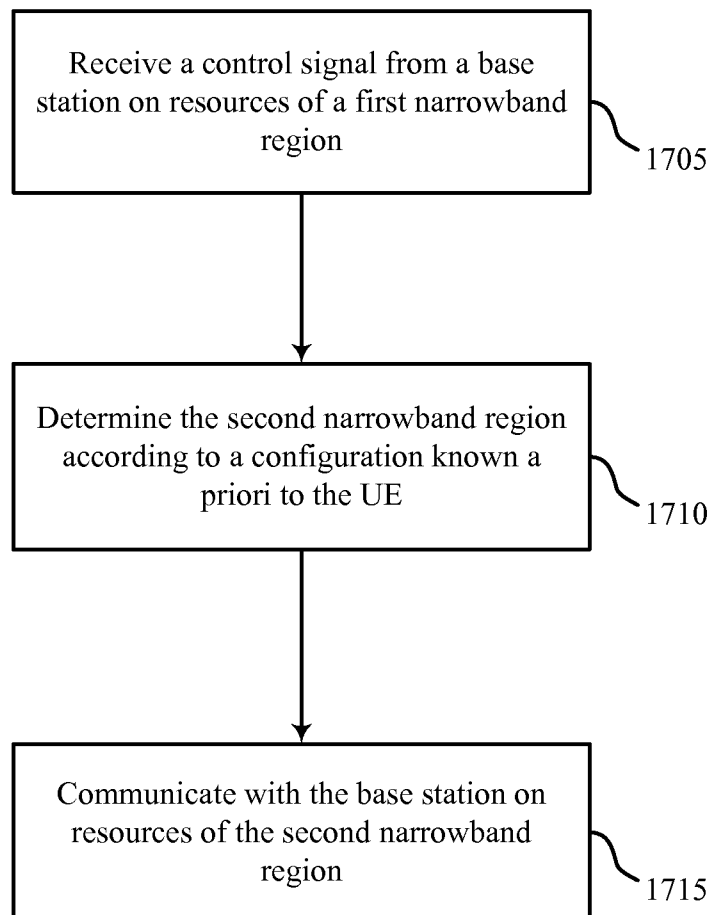 Receive a control signal from a base
station on resources of a first narrowband
region
1705
Determine the second narrowband region
according to a configuration known a
priori to the UE
1710
Communicate with the base station on
resources of the second narrowband
region
1715